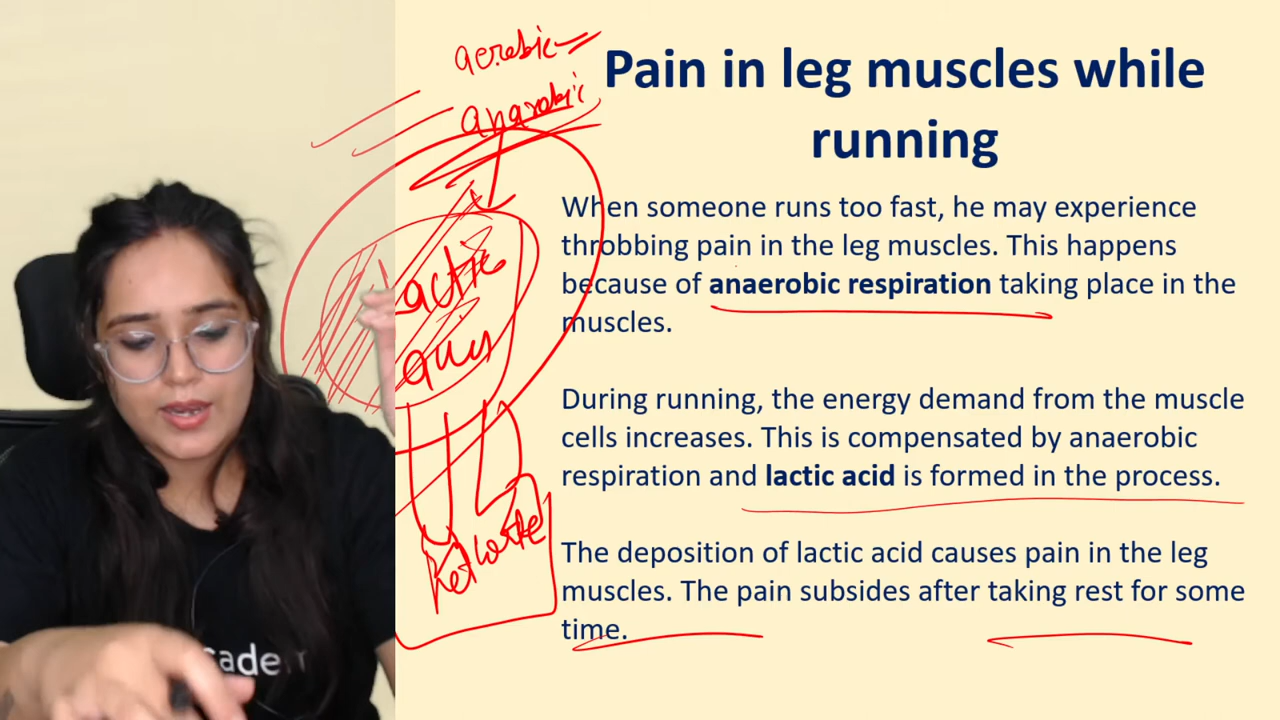 aerobic
anarobic
Pain in leg muscles while
running
When someone runs too fast, he may experience
throbbing pain in the leg muscles. This happens
because of anaerobic respiration taking place in the
muscles.
Lactic
acid
During running, the energy demand from the muscle
cells increases. This is compensated by anaerobic
respiration and lactic acid is formed in the process.
Hot water
The deposition of lactic acid causes pain in the leg
muscles. The pain subsides after taking rest for some
time.
cadem